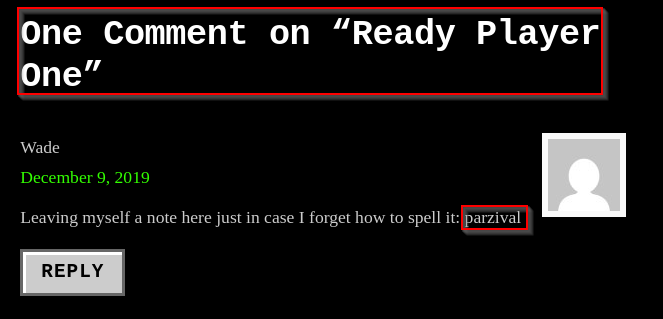 One Comment on “Ready Player
One”
Wade
December 9, 2019
Leaving myself a note here just in case I forget how to spell it: parzival
REPLY